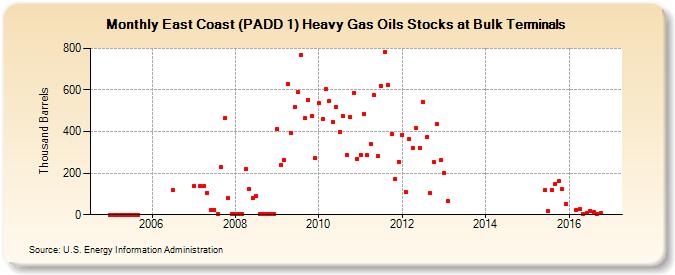 Monthly East Coast (PADD 1) Heavy Gas Oils Stocks at Bulk Terminals
Thousand Barrels
800
600
400
200
0
2006 2008 2010 2012 2014 2016
Source: U.S. Energy Information Administration